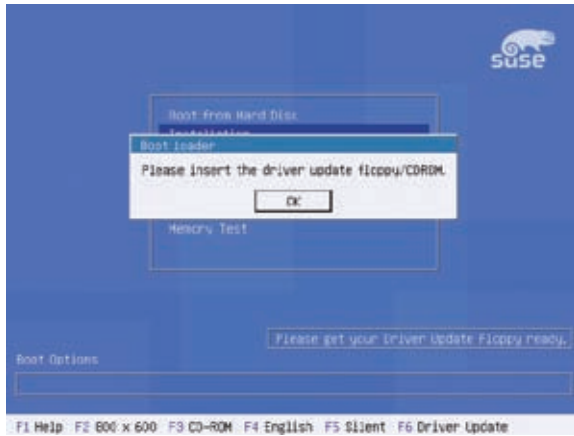 SUSE
Boot from Hard Disk
Installation
Boot loader
Please insert the driver update floppy/CDROM.
OK
Memory Test
Please get your Driver Update Floppy ready.
Boot Options
F1 Help F2 800 x 600 F3 CD-ROM F4 English F5 Silent F6 Driver Update